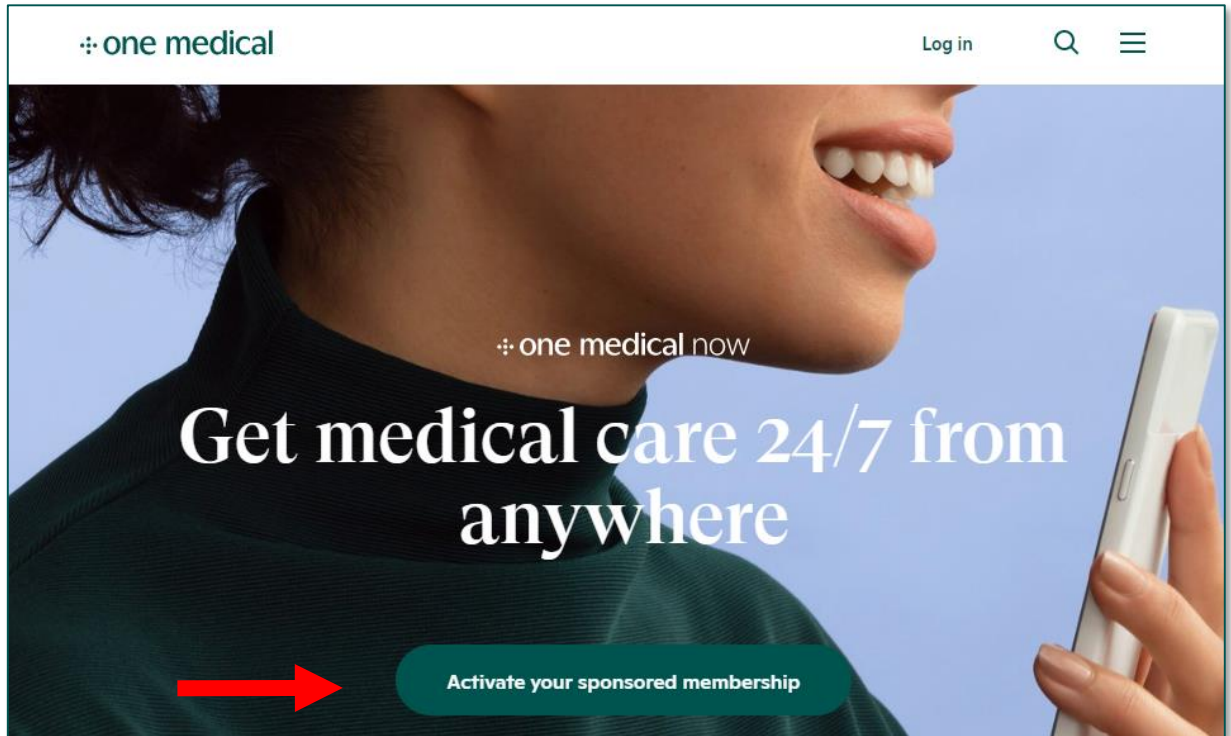 one medical
Log in
one medical now
Get medical care 24/7 from
anywhere
Activate your sponsored membership